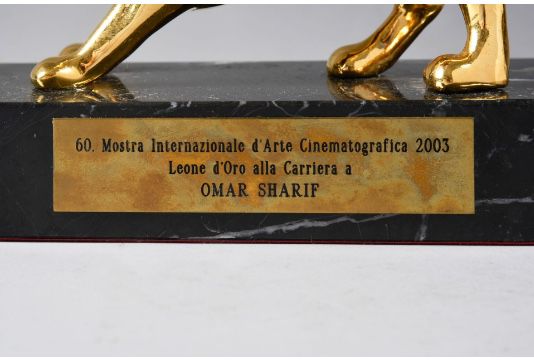 60. Mostra Internazionale d'Arte Cinematografica 2003
Leone d'Oro alla Carriera a
OMAR SHARIF